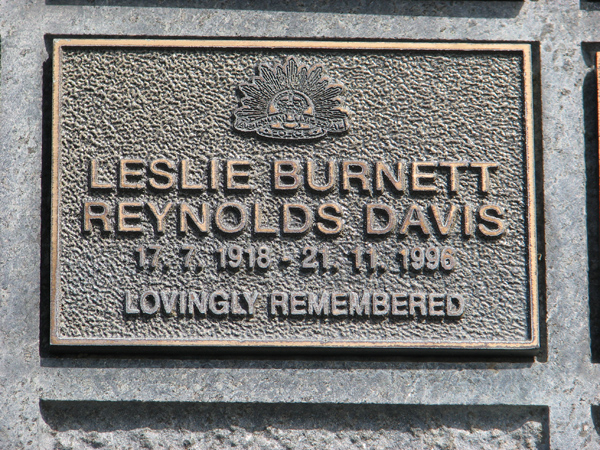 LESLIE BURNETT
REYNOLDS DAVIS
17. 7. 1918 - 21. 11. 1996
LOVINGLY REMEMBERED